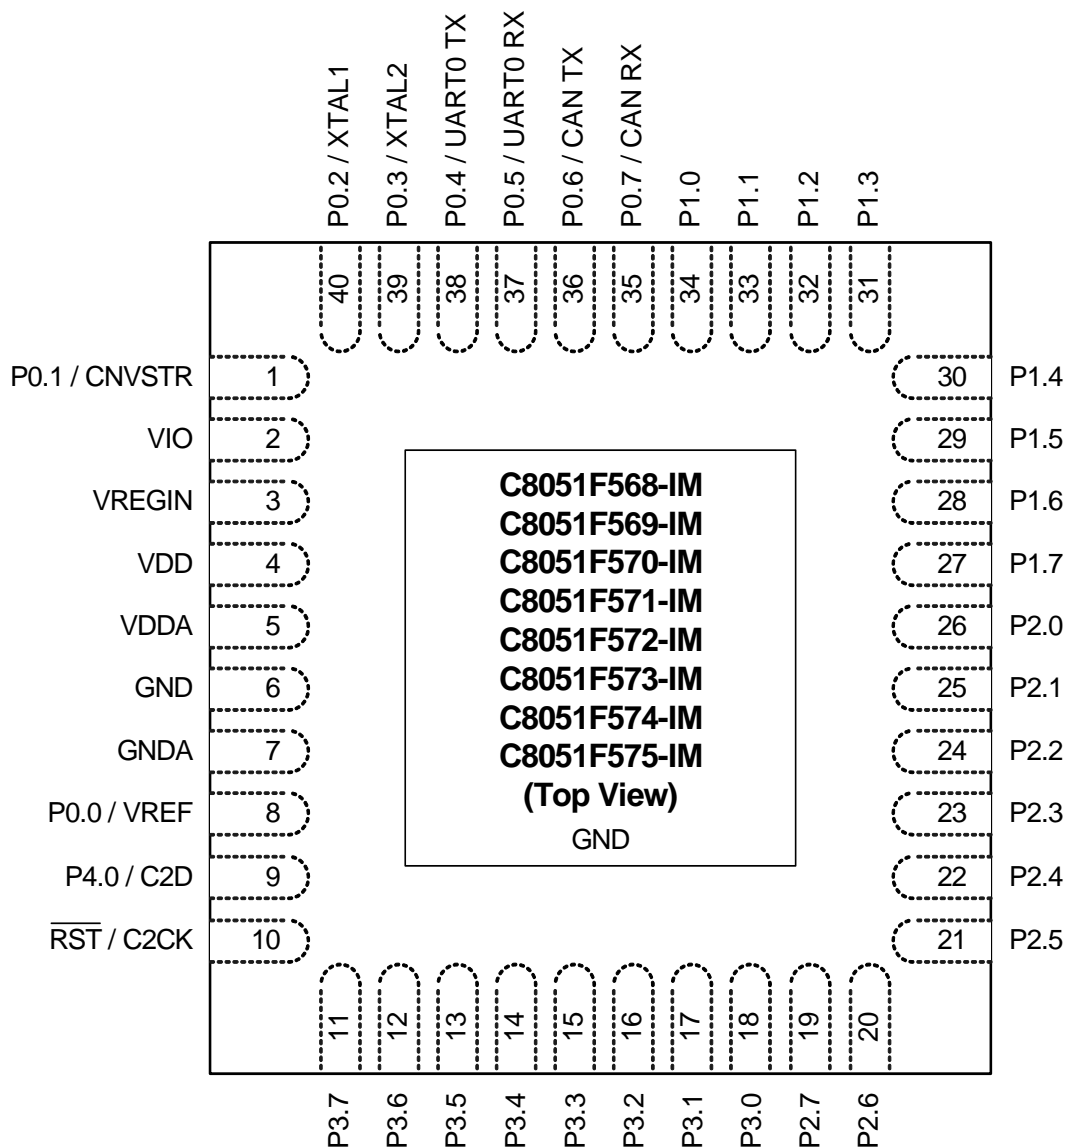 P0.2 / XTAL1
P0.3 / XTAL2
P0.4 / UART0 TX
P0.5 / UART0 RX
P0.6 / CAN TX
P0.7 / CAN RX
P1.0
P1.1
P1.2
P1.3
40
39
38
37
36
35
34
33
32
31
P0.1 / CNVSTR 1
VIO 2
VREGIN 3
VDD 4
VDDA 5
GND 6
GNDA 7
P0.0 / VREF 8
P4.0 / C2D 9
R̅S̅T̅ / C2CK 10
C8051F568-IM
C8051F569-IM
C8051F570-IM
C8051F571-IM
C8051F572-IM
C8051F573-IM
C8051F574-IM
C8051F575-IM
(Top View)
GND
30 P1.4
29 P1.5
28 P1.6
27 P1.7
26 P2.0
25 P2.1
24 P2.2
23 P2.3
22 P2.4
21 P2.5
11
12
13
14
15
16
17
18
19
20
P3.7
P3.6
P3.5
P3.4
P3.3
P3.2
P3.1
P3.0
P2.7
P2.6